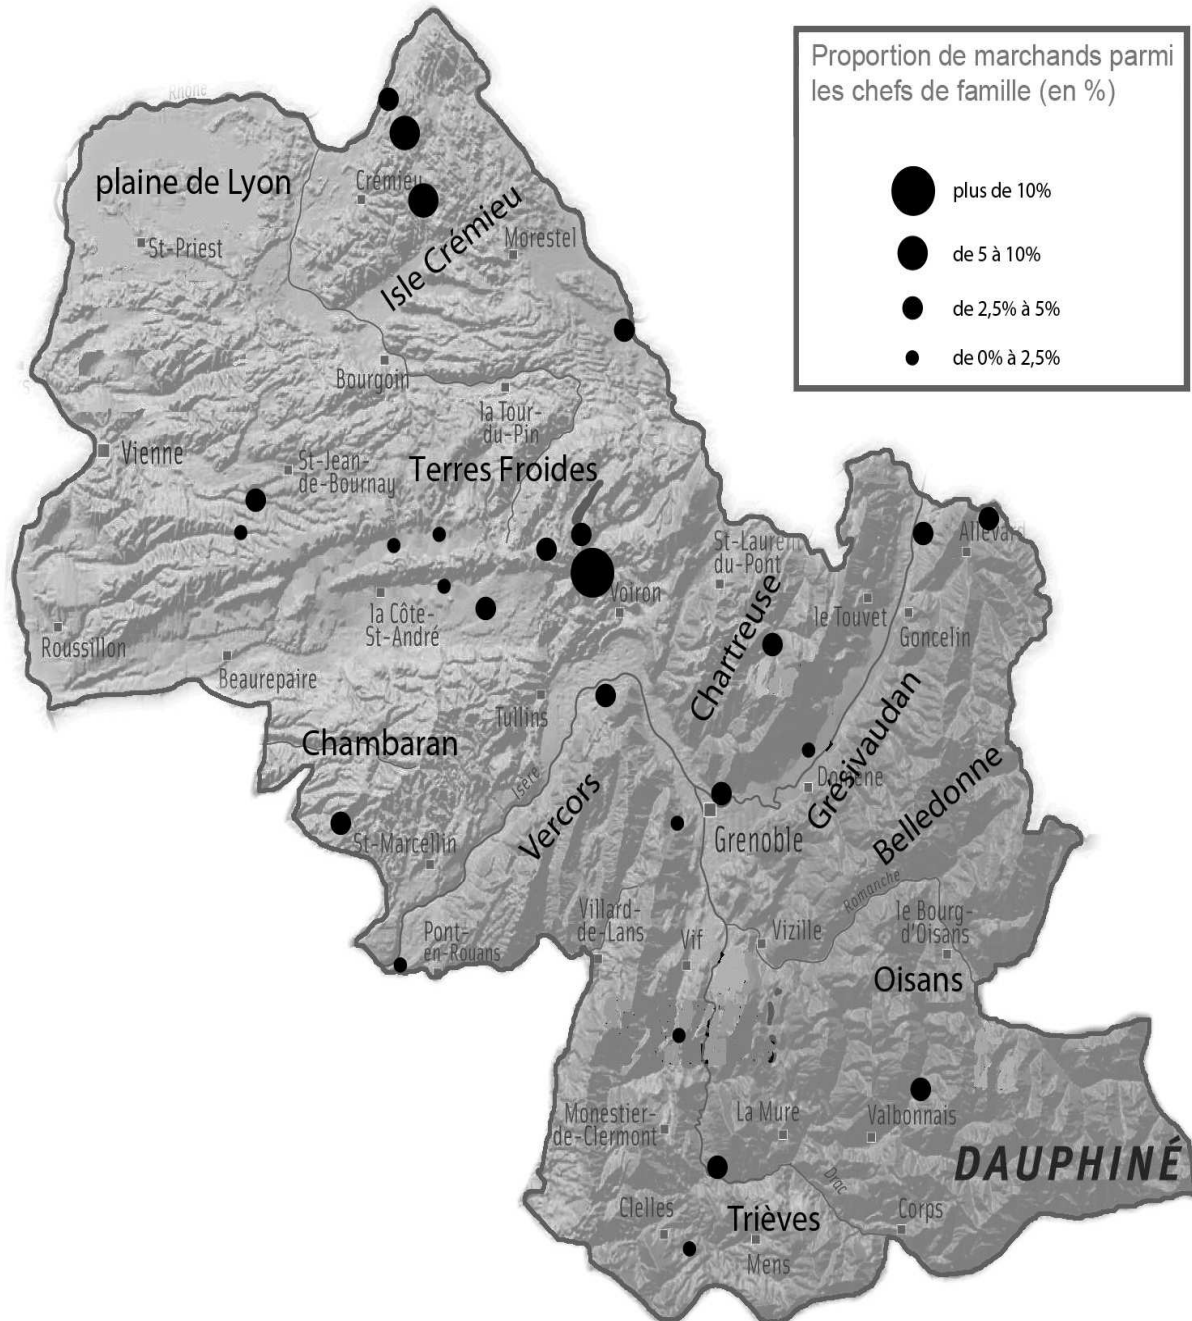 Proportion de marchands parmi
les chefs de famille (en %)
plus de 10%
de 5 à 10%
de 2,5% à 5%
de 0% à 2,5%
Rhône
plaine de Lyon
Crémieu
St-Priest
Isle Crémieu
Morestel
Bourgoin
la Tour-
du-Pin
Vienne
St-Jean-
de-Bournay
Terres Froides
St-Laurent
du-Pont
Allevard
Voiron
le Touvet
Goncelin
la Côte-
St-André
Roussillon
Beaurepaire
Chartreuse
Tullins
Chambaran
Isère
Vercors
Domène
Grésivaudan
Belledonne
Grenoble
St-Marcellin
Romanche
Villard-
de-Lans
le Bourg-
d'Oisans
Pont-
en-Rouans
Vif
Vizille
Oisans
Monestier-
de-Clermont
La Mure
Valbonnais
DAUPHINÉ
Drac
Clelles
Trièves
Corps
Mens